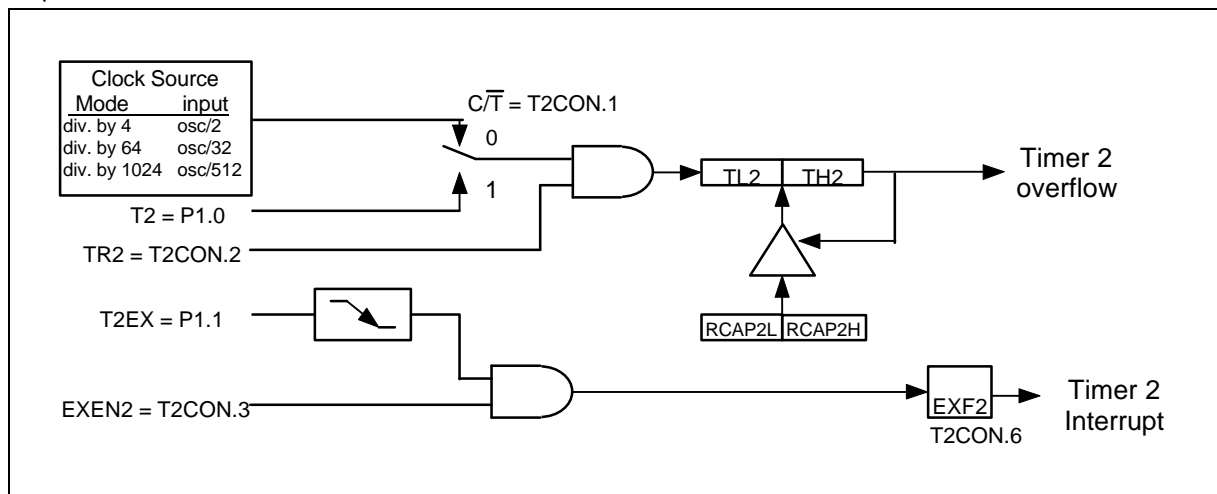 Clock Source
Mode input
div. by 4 osc/2
div. by 64 osc/32
div. by 1024 osc/512
C/T̅ = T2CON.1
0
1
T2 = P1.0
TR2 = T2CON.2
TL2 TH2
Timer 2
overflow
T2EX = P1.1
RCAP2L RCAP2H
EXEN2 = T2CON.3
EXF2
T2CON.6
Timer 2
Interrupt